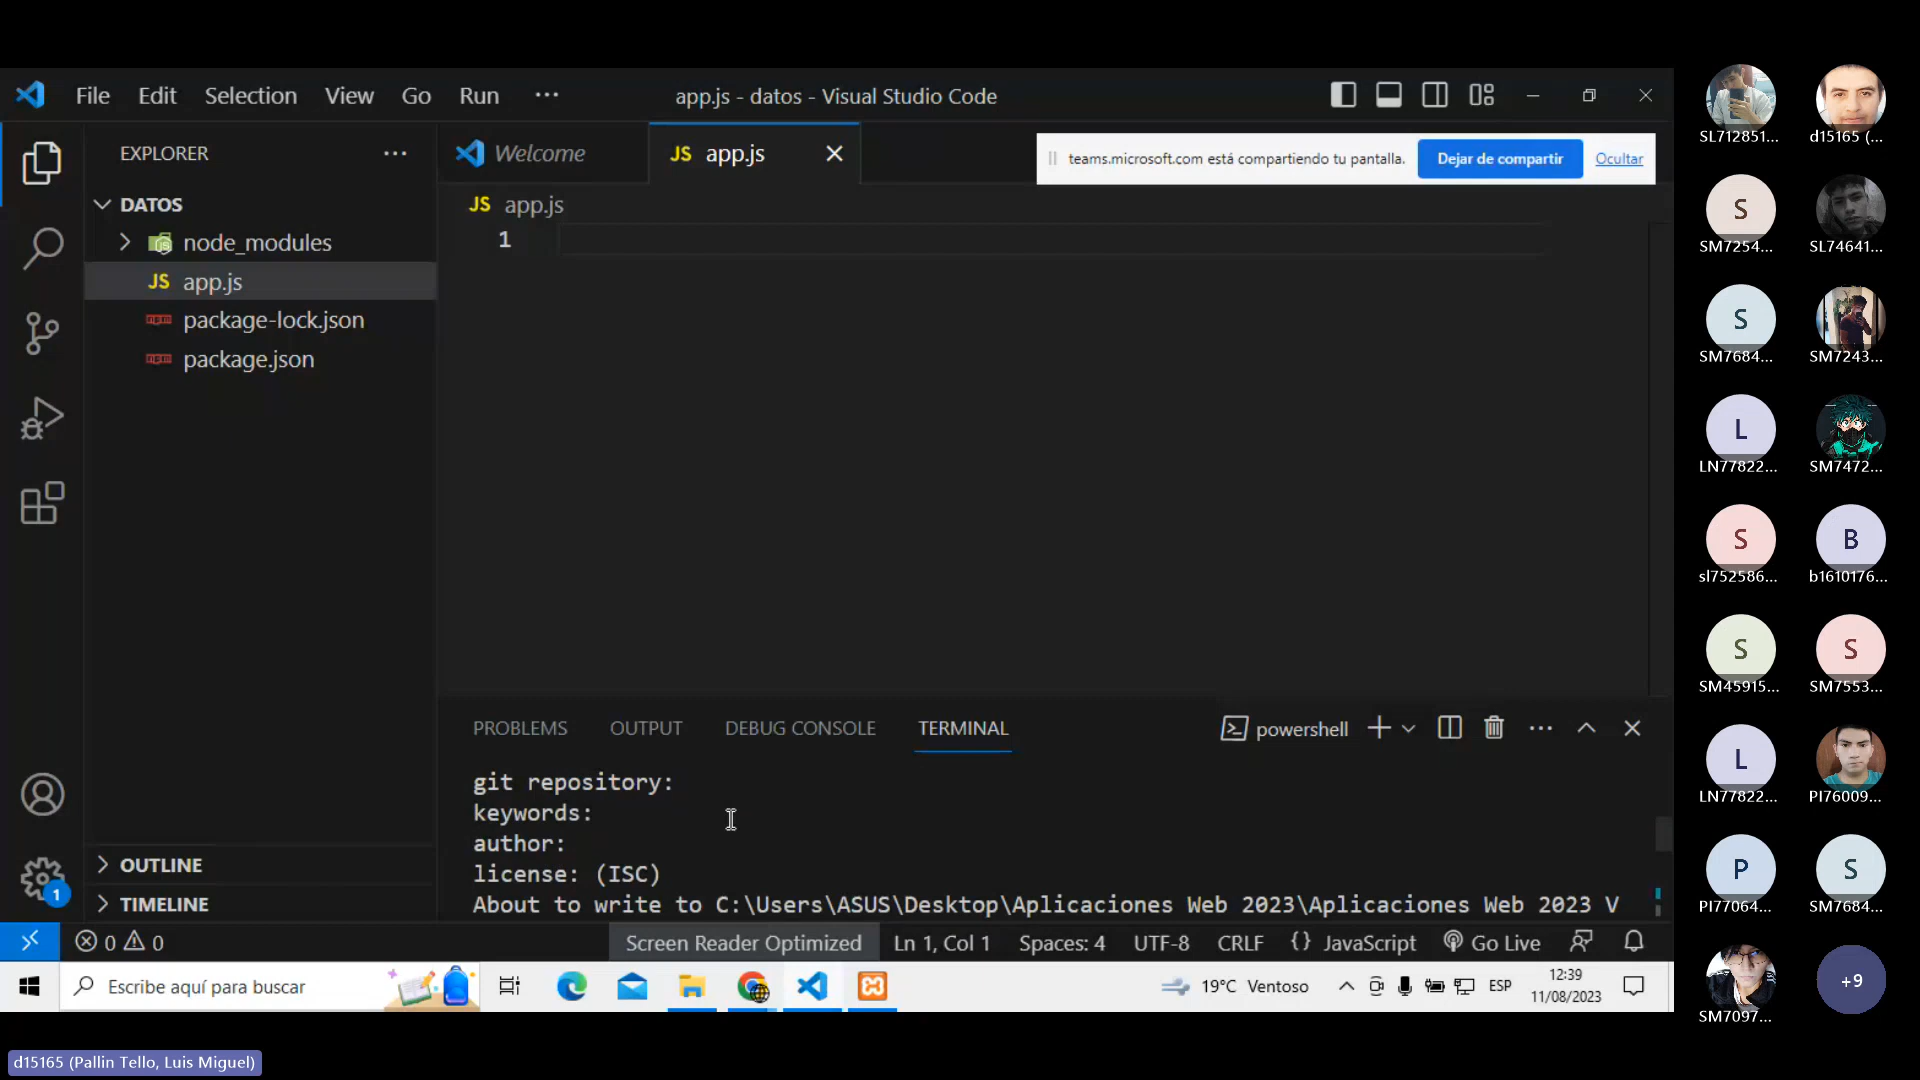 File Edit Selection View Go Run ···
app.js - datos - Visual Studio Code
EXPLORER ···
DATOS
node_modules
JS app.js
package-lock.json
package.json
OUTLINE
TIMELINE
Welcome
JS app.js
teams.microsoft.com está compartiendo tu pantalla.
Dejar de compartir
Ocultar
JS app.js
1
PROBLEMS OUTPUT DEBUG CONSOLE TERMINAL
powershell
git repository:
keywords:
author:
license: (ISC)
About to write to C:\Users\ASUS\Desktop\Aplicaciones Web 2023\Aplicaciones Web 2023 V
1
0 0
Screen Reader Optimized Ln 1, Col 1 Spaces: 4 UTF-8 CRLF {} JavaScript Go Live
Escribe aquí para buscar
19°C Ventoso
ESP
12:39
11/08/2023
SL712851...
d15165 (...
S
SM7254...
SL74641...
S
SM7684...
SM7243...
L
LN77822...
SM7472...
S
sl752586...
B
b1610176...
S
SM45915...
S
SM7553...
L
LN77822...
PI76009...
P
PI77064...
S
SM7684...
SM7097...
+9
d15165 (Pallin Tello, Luis Miguel)